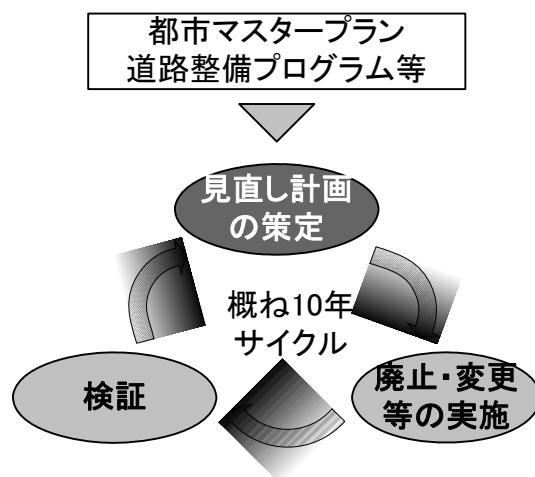 都市マスタープラン
道路整備プログラム等
見直し計画
の策定
概ね10年
サイクル
検証
廃止・変更
等の実施